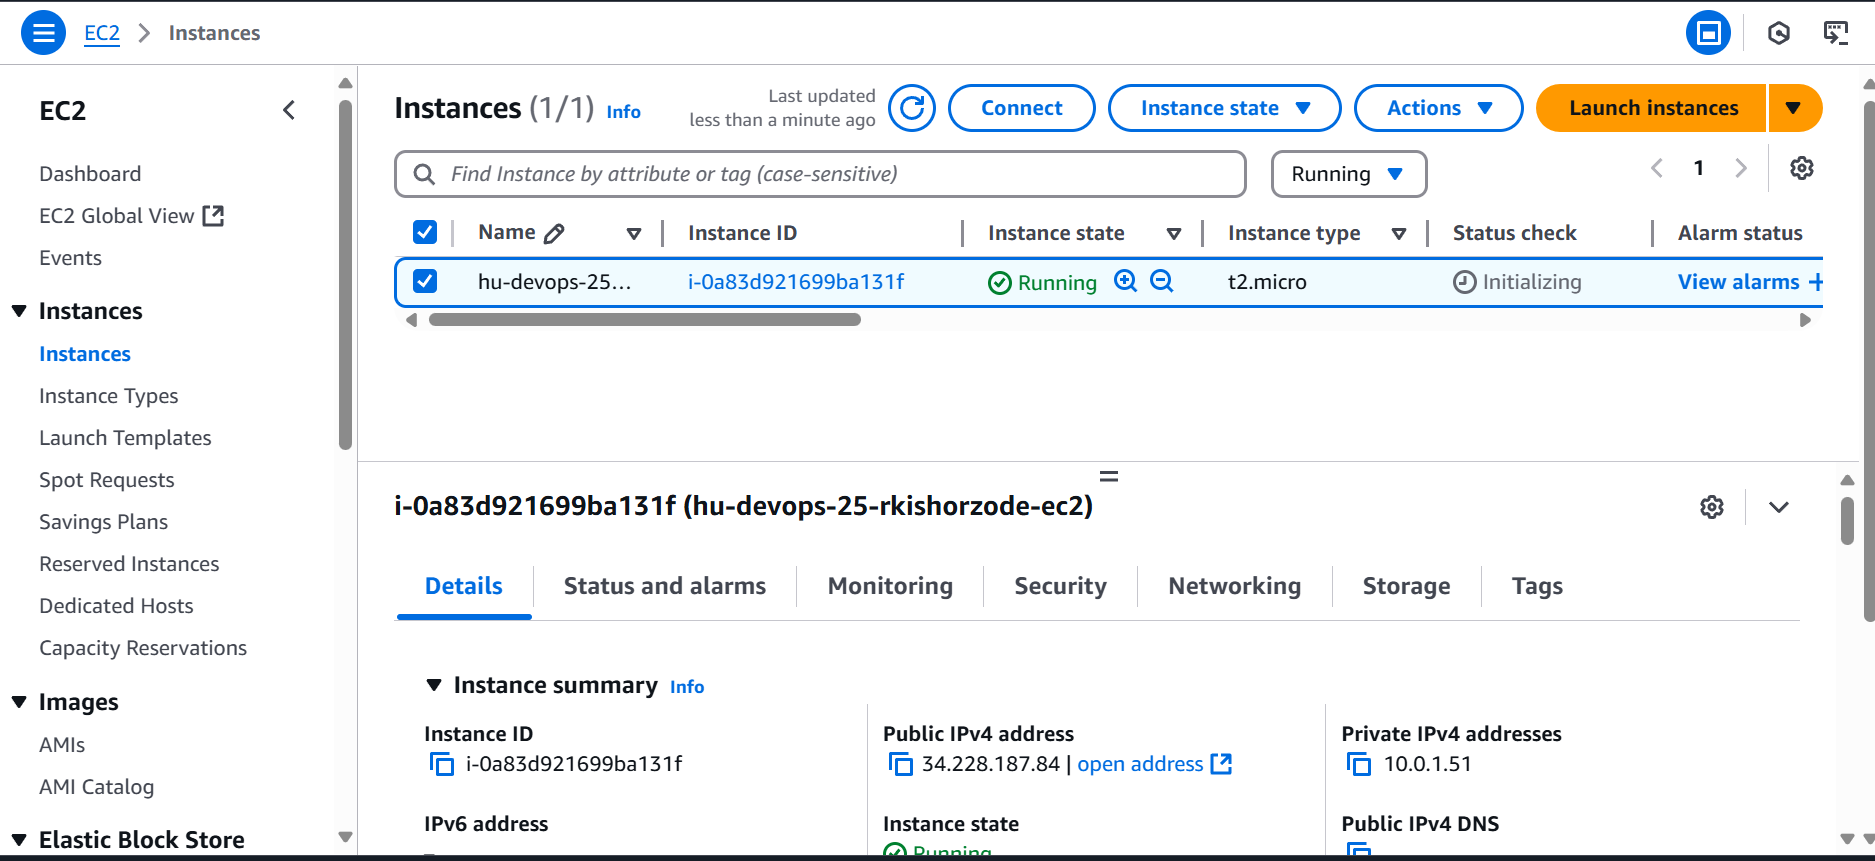 EC2 > Instances
EC2
Dashboard
EC2 Global View
Events
Instances
Instances
Instance Types
Launch Templates
Spot Requests
Savings Plans
Reserved Instances
Dedicated Hosts
Capacity Reservations
Images
AMIs
AMI Catalog
Elastic Block Store
Instances (1/1) Info
Last updated
less than a minute ago
Connect
Instance state
Actions
Launch instances
Find Instance by attribute or tag (case-sensitive)
Running
1
Name Instance ID Instance state Instance type Status check Alarm status
hu-devops-25... i-0a83d921699ba131f Running t2.micro Initializing View alarms +
i-0a83d921699ba131f (hu-devops-25-rkishorzode-ec2)
Details Status and alarms Monitoring Security Networking Storage Tags
Instance summary Info
Instance ID
i-0a83d921699ba131f
Public IPv4 address
34.228.187.84 | open address
Private IPv4 addresses
10.0.1.51
IPv6 address
Instance state
Running
Public IPv4 DNS